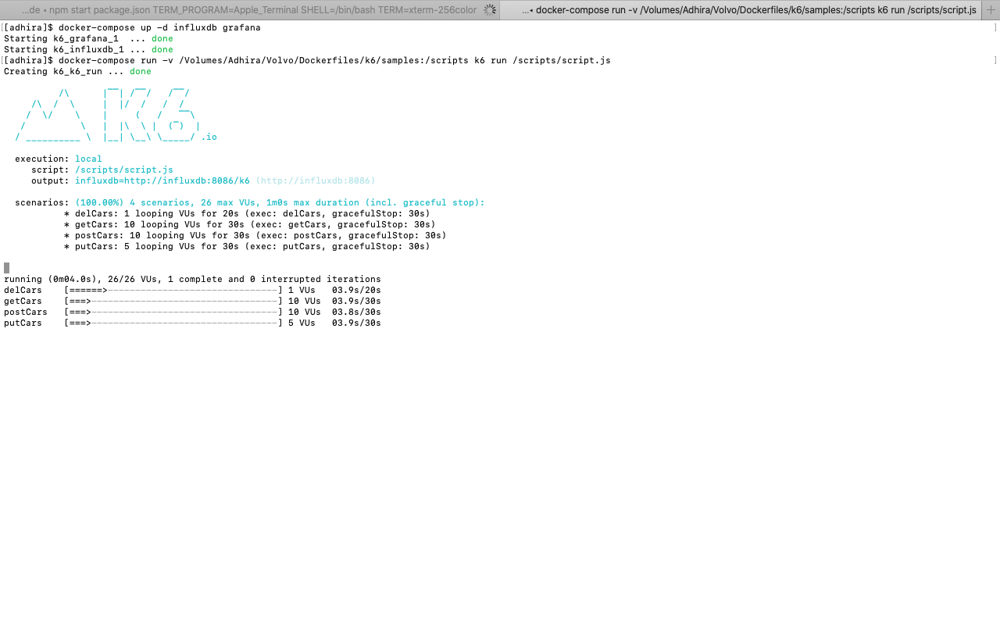 ...de ◂ npm start package.json TERM_PROGRAM=Apple_Terminal SHELL=/bin/bash TERM=xterm-256color
...◂ docker-compose run -v /Volumes/Adhira/Volvo/Dockerfiles/k6/samples:/scripts k6 run /scripts/script.js
[[adhira]$ docker-compose up -d influxdb grafana ]
Starting k6_grafana_1  ... done
Starting k6_influxdb_1 ... done
[[adhira]$ docker-compose run -v /Volumes/Adhira/Volvo/Dockerfiles/k6/samples:/scripts k6 run /scripts/script.js ]
Creating k6_k6_run ... done
          /\      |‾‾| /‾‾/   /‾‾/
     /\  /  \     |  |/  /   /  /
    /  \/    \    |     (   /   ‾‾\
   /          \   |  |\  \ |  (‾)  |
  / __________ \  |__| \__\ \_____/ .io
  execution: local
     script: /scripts/script.js
     output: influxdb=http://influxdb:8086/k6 (http://influxdb:8086)
  scenarios: (100.00%) 4 scenarios, 26 max VUs, 1m0s max duration (incl. graceful stop):
           * delCars: 1 looping VUs for 20s (exec: delCars, gracefulStop: 30s)
           * getCars: 10 looping VUs for 30s (exec: getCars, gracefulStop: 30s)
           * postCars: 10 looping VUs for 30s (exec: postCars, gracefulStop: 30s)
           * putCars: 5 looping VUs for 30s (exec: putCars, gracefulStop: 30s)
running (0m04.0s), 26/26 VUs, 1 complete and 0 interrupted iterations
delCars    [======>-------------------------------] 1 VUs   03.9s/20s
getCars    [===>----------------------------------] 10 VUs  03.9s/30s
postCars   [===>----------------------------------] 10 VUs  03.8s/30s
putCars    [===>----------------------------------] 5 VUs   03.9s/30s